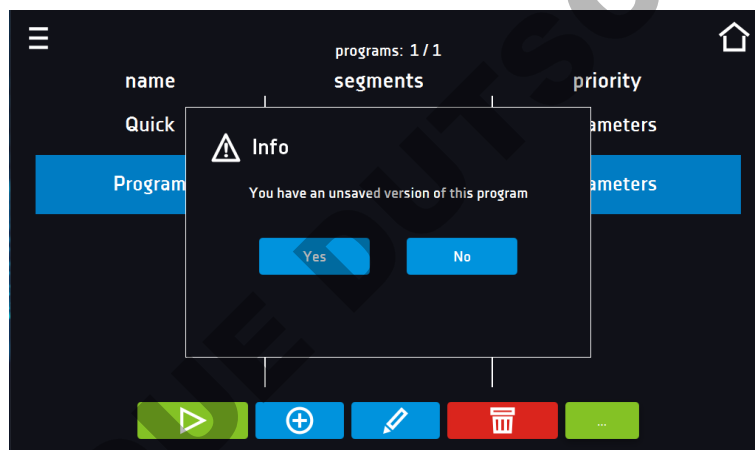 programs: 1 / 1
name segments priority
Quick ameters
Info
Program ameters
You have an unsaved version of this program
Yes No
...